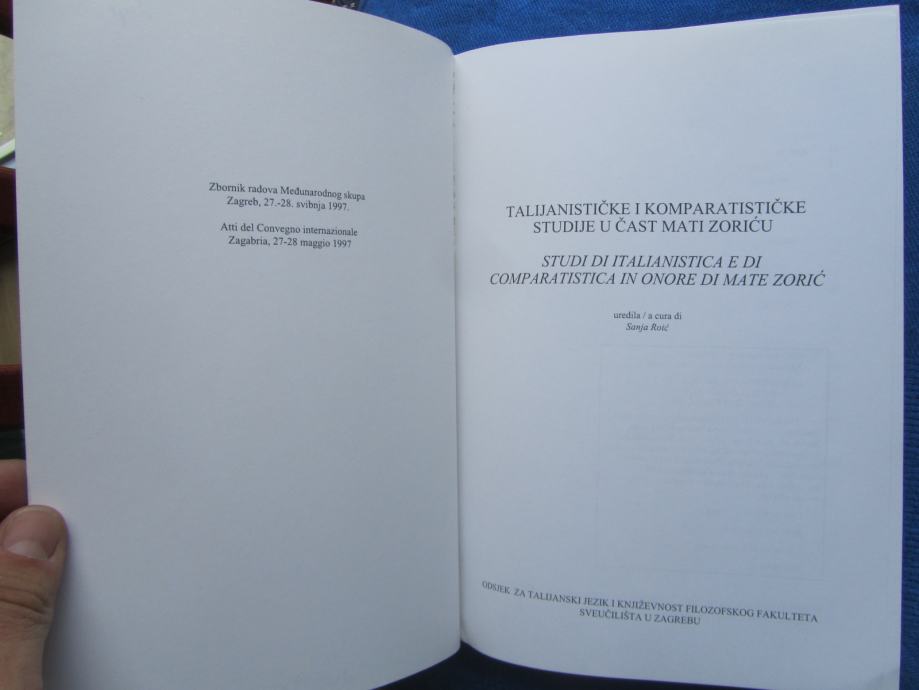 Zbornik radova Međunarodnog skupa
Zagreb, 27.-28. svibnja 1997.
Atti del Convegno internazionale
Zagabria, 27-28 maggio 1997
TALIJANISTIČKE I KOMPARATISTIČKE
STUDIJE U ČAST MATI ZORIĆU
STUDI DI ITALIANISTICA E DI
COMPARATISTICA IN ONORE DI MATE ZORIĆ
uredila / a cura di
Sanja Roić
ODSJEK ZA TALIJANSKI JEZIK I KNJIŽEVNOST FILOZOFSKOG FAKULTETA
SVEUČILIŠTA U ZAGREBU